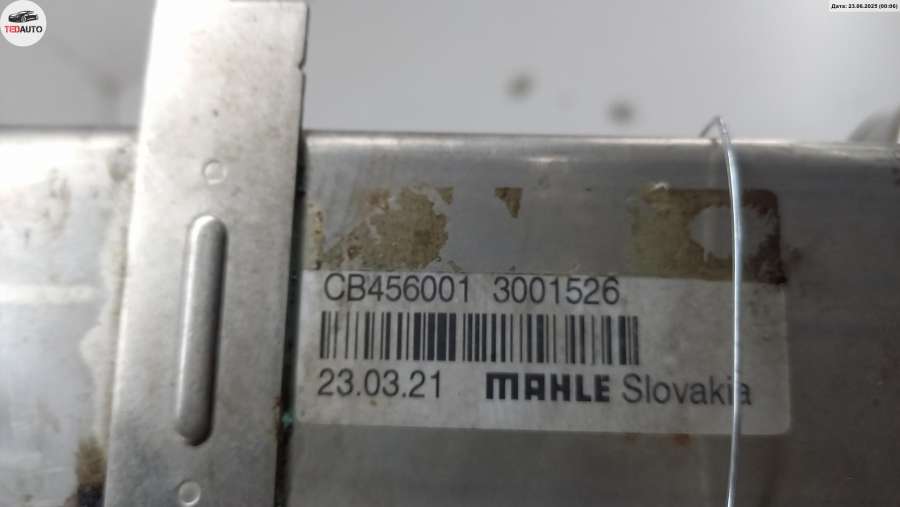 TEDAUTO
Дата: 23.06.2025 (00:06)
CB456001 3001526
23.03.21 MAHLE Slovakia